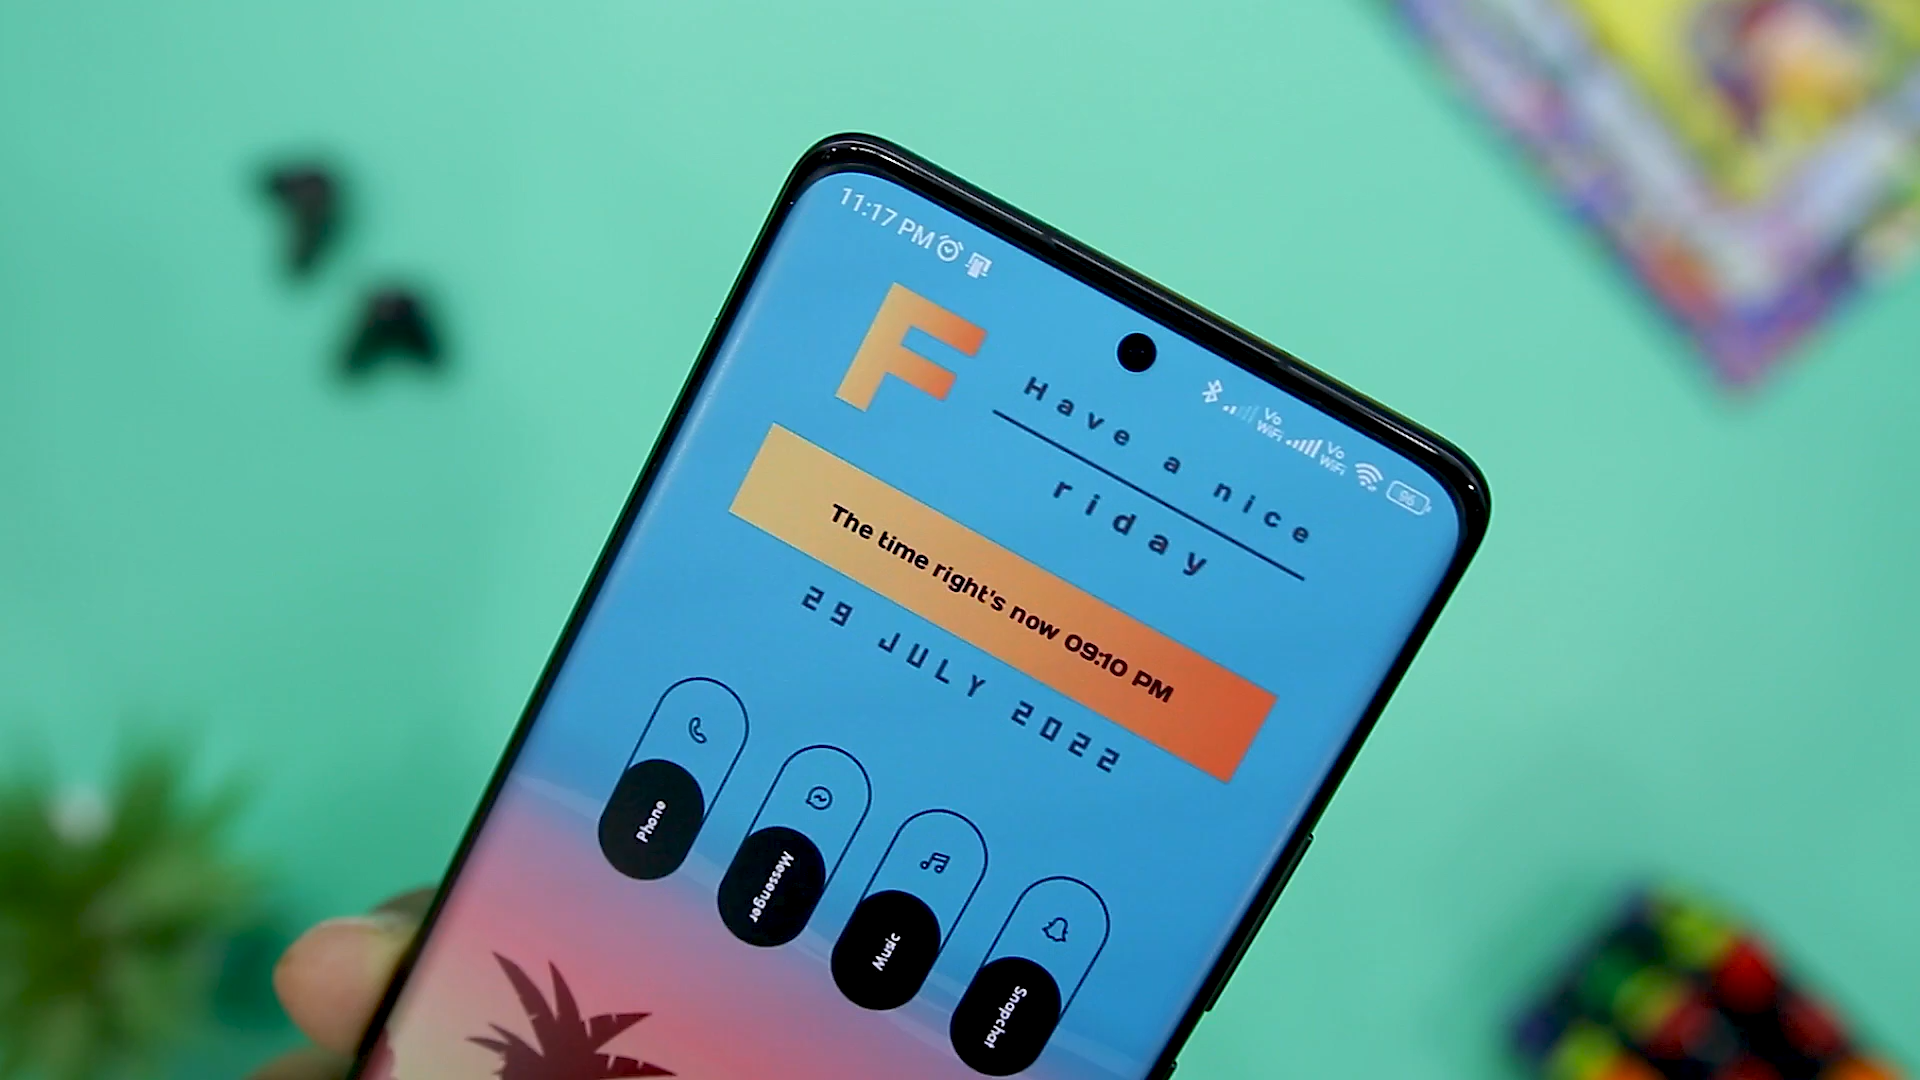 11:17 PM
Vo
WiFi
Vo
WiFi
96
F
Have a nice
riday
The time right's now 09:10 PM
29 JULY 2022
Phone
Messenger
Music
Snapchat